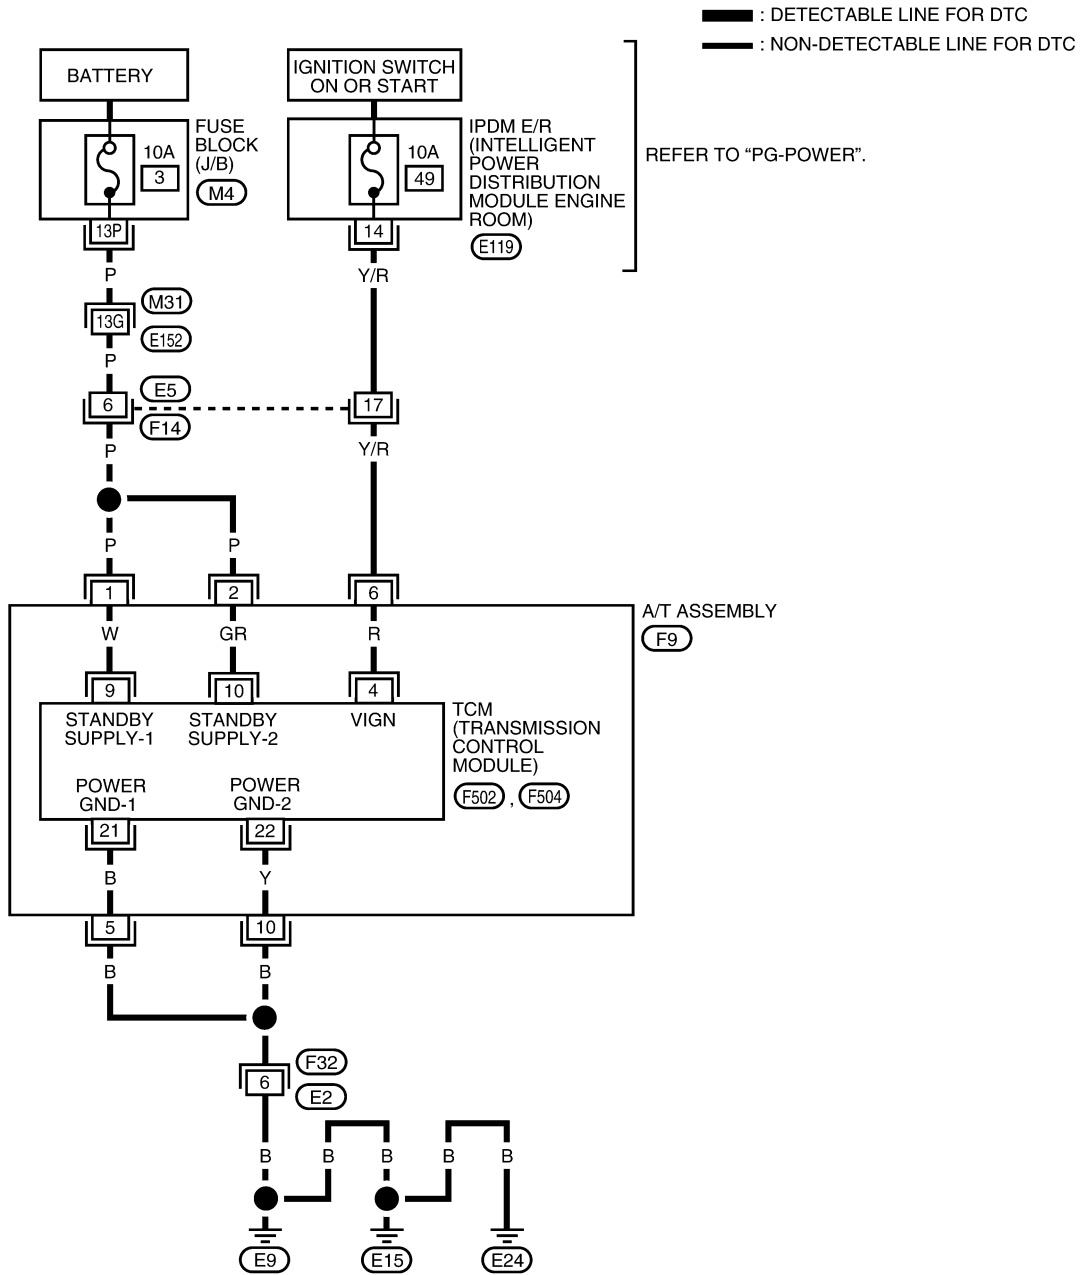 : DETECTABLE LINE FOR DTC
: NON-DETECTABLE LINE FOR DTC
BATTERY
IGNITION SWITCH
ON OR START
FUSE
BLOCK
(J/B)
10A
3
M4
IPDM E/R
(INTELLIGENT
POWER
DISTRIBUTION
MODULE ENGINE
ROOM)
10A
49
E119
REFER TO “PG-POWER”.
13P
14
P
Y/R
13G
M31
E152
P
6
E5
F14
17
P
Y/R
P
P
1
2
6
A/T ASSEMBLY
F9
W
GR
R
9
10
4
STANDBY
SUPPLY-1
STANDBY
SUPPLY-2
VIGN
TCM
(TRANSMISSION
CONTROL
MODULE)
F502 , F504
POWER
GND-1
POWER
GND-2
21
22
B
Y
5
10
B
B
6
F32
E2
B
B
B
B
B
E9
E15
E24